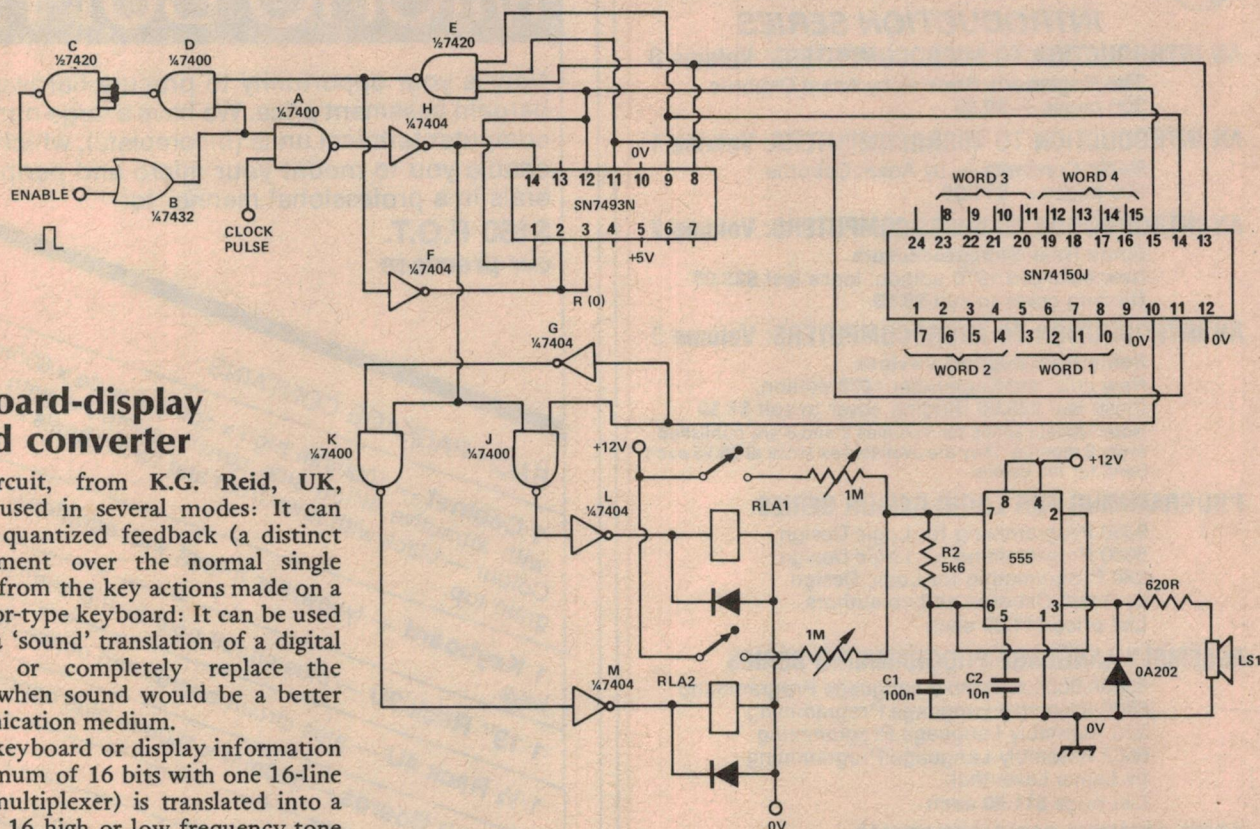 C
½7420
D
¼7400
A
¼7400
E
½7420
H
¼7404
ENABLE
B
¼7432
CLOCK
PULSE
0V
14 13 12 11 10 9 8
SN7493N
1 2 3 4 5 6 7
+5V
F
¼7404
R (0)
G
¼7404
WORD 3 WORD 4
8 9 10 11 12 13 14 15
24 23 22 21 20 19 18 17 16 15 14 13
SN74150J
1 2 3 4 5 6 7 8 9 10 11 12
7 6 5 4 3 2 1 0 0V 0V
WORD 2 WORD 1
K
¼7400
J
¼7400
L
¼7404
M
¼7404
+12V
1M
RLA1
1M
RLA2
0V
+12V
8 4
7 2
555
6 3
5 1
R2
5k6
C1
100n
C2
10n
620R
0A202
LS1
0V
oard-display
d converter
rcuit, from K.G. Reid, UK,
used in several modes: It can
quantized feedback (a distinct
ment over the normal single
from the key actions made on a
or-type keyboard: It can be used
a 'sound' translation of a digital
or completely replace the
when sound would be a better
nication medium.
keyboard or display information
num of 16 bits with one 16-line
multiplexer) is translated into a
16 high or low frequency tone